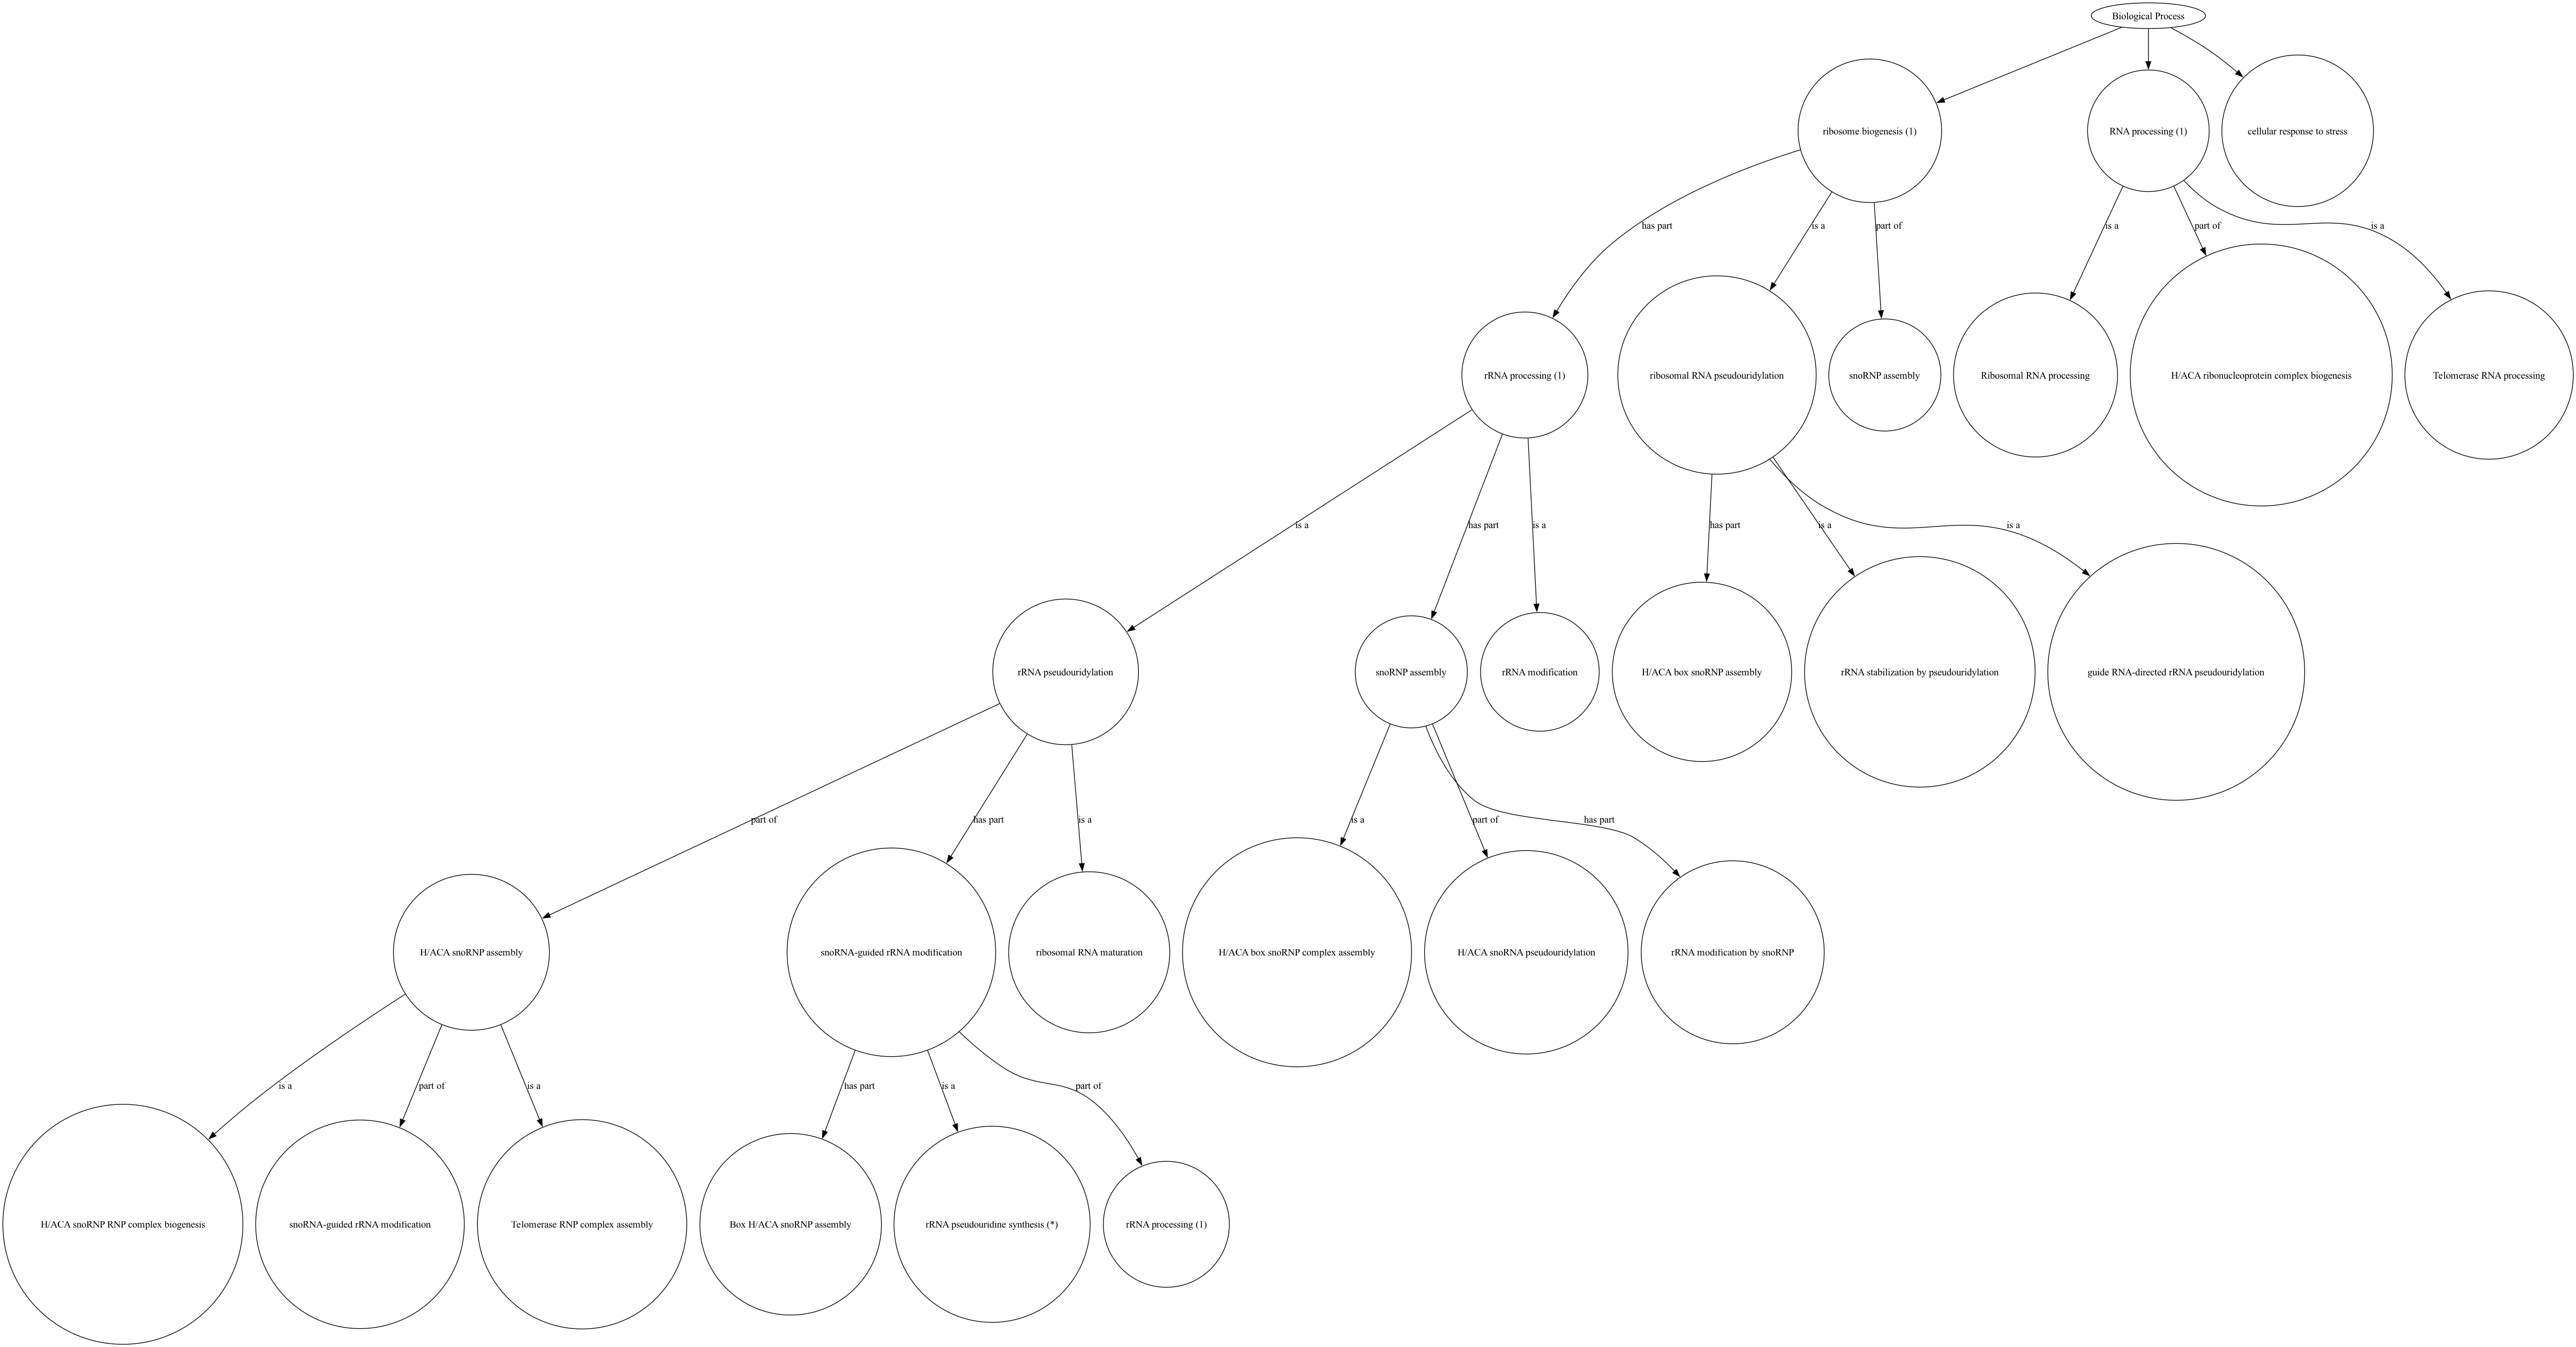 Biological Process
ribosome biogenesis (1)
RNA processing (1)
cellular response to stress
has part
is a
part of
is a
part of
is a
rRNA processing (1)
ribosomal RNA pseudouridylation
snoRNP assembly
Ribosomal RNA processing
H/ACA ribonucleoprotein complex biogenesis
Telomerase RNA processing
is a
has part
is a
has part
is a
is a
rRNA pseudouridylation
snoRNP assembly
rRNA modification
H/ACA box snoRNP assembly
rRNA stabilization by pseudouridylation
guide RNA-directed rRNA pseudouridylation
part of
has part
is a
is a
part of
has part
H/ACA snoRNP assembly
snoRNA-guided rRNA modification
ribosomal RNA maturation
H/ACA box snoRNP complex assembly
H/ACA snoRNA pseudouridylation
rRNA modification by snoRNP
is a
part of
is a
has part
is a
part of
H/ACA snoRNP RNP complex biogenesis
snoRNA-guided rRNA modification
Telomerase RNP complex assembly
Box H/ACA snoRNP assembly
rRNA pseudouridine synthesis (*)
rRNA processing (1)